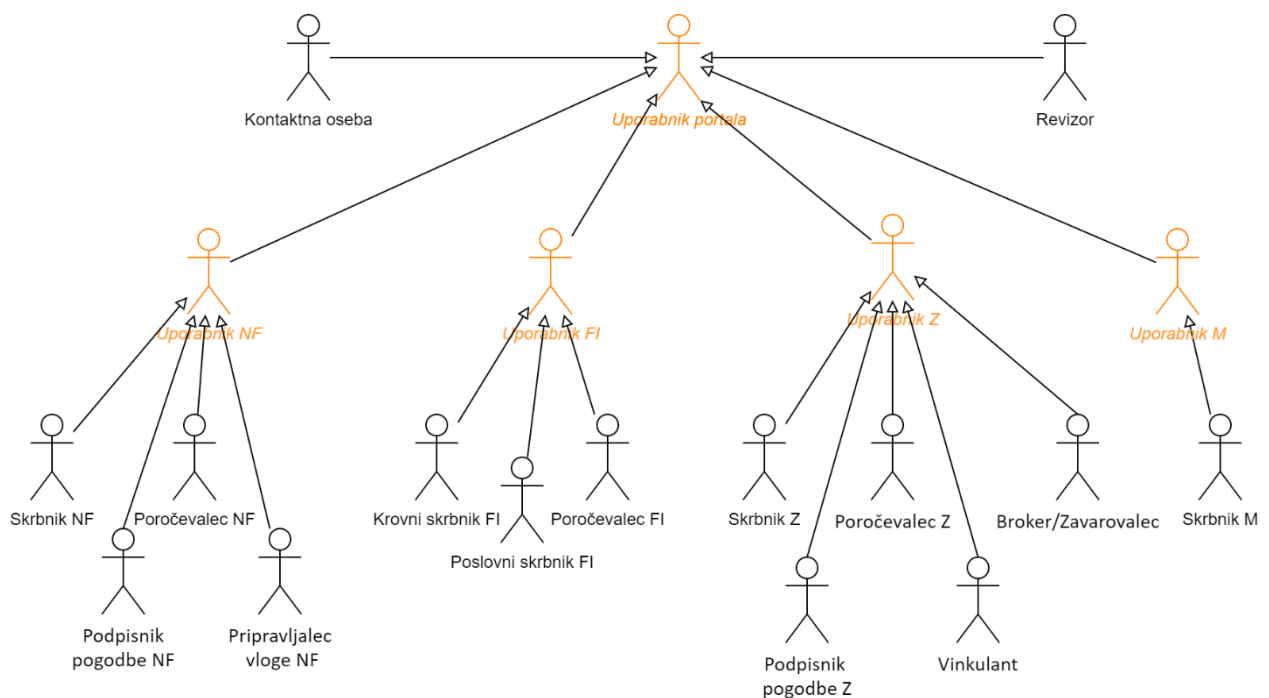 Kontaktna oseba
Uporabnik portala
Revizor
Uporabnik NF
Uporabnik FI
Uporabnik Z
Uporabnik M
Skrbnik NF
Poročevalec NF
Krovni skrbnik FI
Poročevalec FI
Skrbnik Z
Poročevalec Z
Broker/Zavarovalec
Skrbnik M
Poslovni skrbnik FI
Podpisnik
pogodbe NF
Pripravljalec
vloge NF
Podpisnik
pogodbe Z
Vinkulant